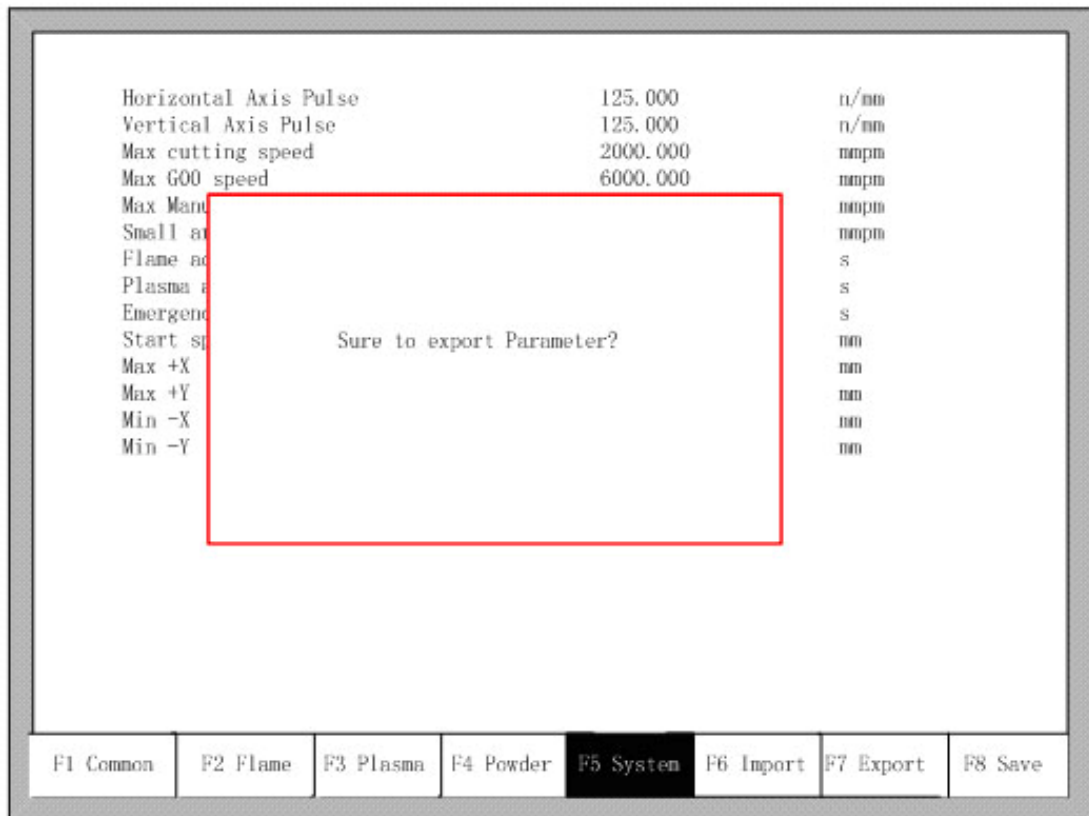 Horizontal Axis Pulse 125.000 n/mm
Vertical Axis Pulse 125.000 n/mm
Max cutting speed 2000.000 mmpm
Max G00 speed 6000.000 mmpm
Max Manu mmpm
Small a mmpm
Flame a s
Plasma s
Emergen s
Start sp mm
Sure to export Parameter?
Max +X mm
Max +Y mm
Min -X mm
Min -Y mm
F1 Common F2 Flame F3 Plasma F4 Powder F5 System F6 Import F7 Export F8 Save